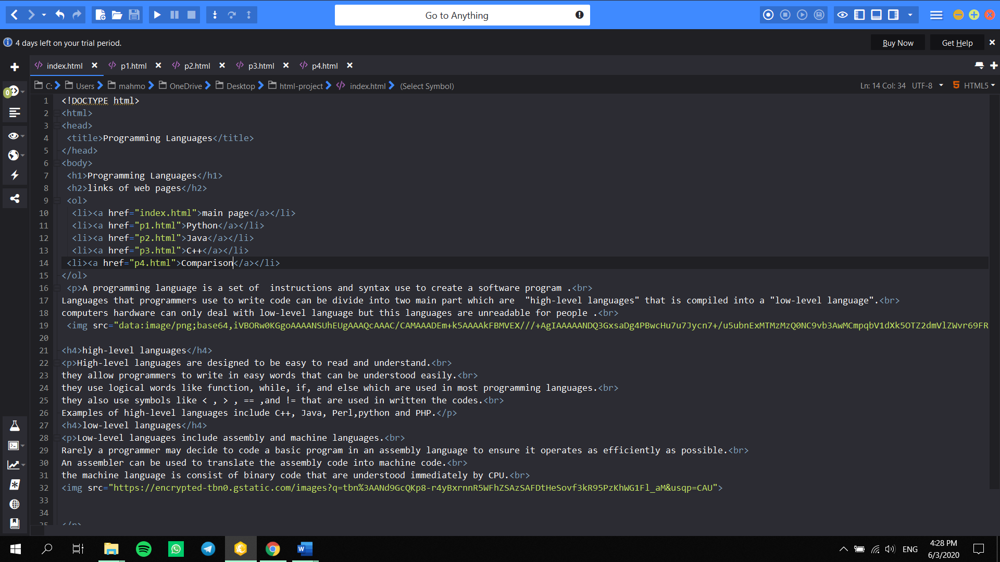 Go to Anything
4 days left on your trial period.
Buy Now
Get Help
index.html
p1.html
p2.html
p3.html
p4.html
C:
Users
mahmo
OneDrive
Desktop
html-project
index.html
(Select Symbol)
Ln: 14 Col: 34
UTF-8
HTML5
0
1 <!DOCTYPE html>
2 <html>
3 <head>
4 <title>Programming Languages</title>
5 </head>
6 <body>
7 <h1>Programming Languages</h1>
8 <h2>links of web pages</h2>
9 <ol>
10 <li><a href="index.html">main page</a></li>
11 <li><a href="p1.html">Python</a></li>
12 <li><a href="p2.html">Java</a></li>
13 <li><a href="p3.html">C++</a></li>
14 <li><a href="p4.html">Comparison</a></li>
15 </ol>
16 <p>A programming language is a set of  instructions and syntax use to create a software program .<br>
17 Languages that programmers use to write code can be divide into two main part which are  "high-level languages" that is compiled into a "low-level language".<br>
18 computers hardware can only deal with low-level language but this languages are unreadable for people .<br>
19 <img src="data:image/png;base64,iVBORw0KGgoAAAANSUhEUgAAAQcAAAC/CAMAAADEm+k5AAAAkFBMVEX///+AgIAAAAANDQ3GxsaDg4PBwcHu7u7Jycn7+/u5ubnExMTMzMzQ0NC9vb3AwMCmpqbV1dXk5OTZ2dmVlZWvr69FR
20
21 <h4>high-level languages</h4>
22 <p>High-level languages are designed to be easy to read and understand.<br>
23 they allow programmers to write in easy words that can be understood easily.<br>
24 they use logical words like function, while, if, and else which are used in most programming languages.<br>
25 they also use symbols like < , > , == ,and != that are used in written the codes.<br>
26 Examples of high-level languages include C++, Java, Perl,python and PHP.</p>
27 <h4>low-level languages</h4>
28 <p>Low-level languages include assembly and machine languages.<br>
29 Rarely a programmer may decide to code a basic program in an assembly language to ensure it operates as efficiently as possible.<br>
30 An assembler can be used to translate the assembly code into machine code.<br>
31 the machine language is consist of binary code that are understood immediately by CPU.<br>
32 <img src="https://encrypted-tbn0.gstatic.com/images?q=tbn%3AANd9GcQKp8-r4yBxrnnR5WFhZSAzSAFDtHeSovf3kR95PzKhWG1Fl_aM&usqp=CAU">
33
34
35 </p>
ENG
4:28 PM
6/3/2020